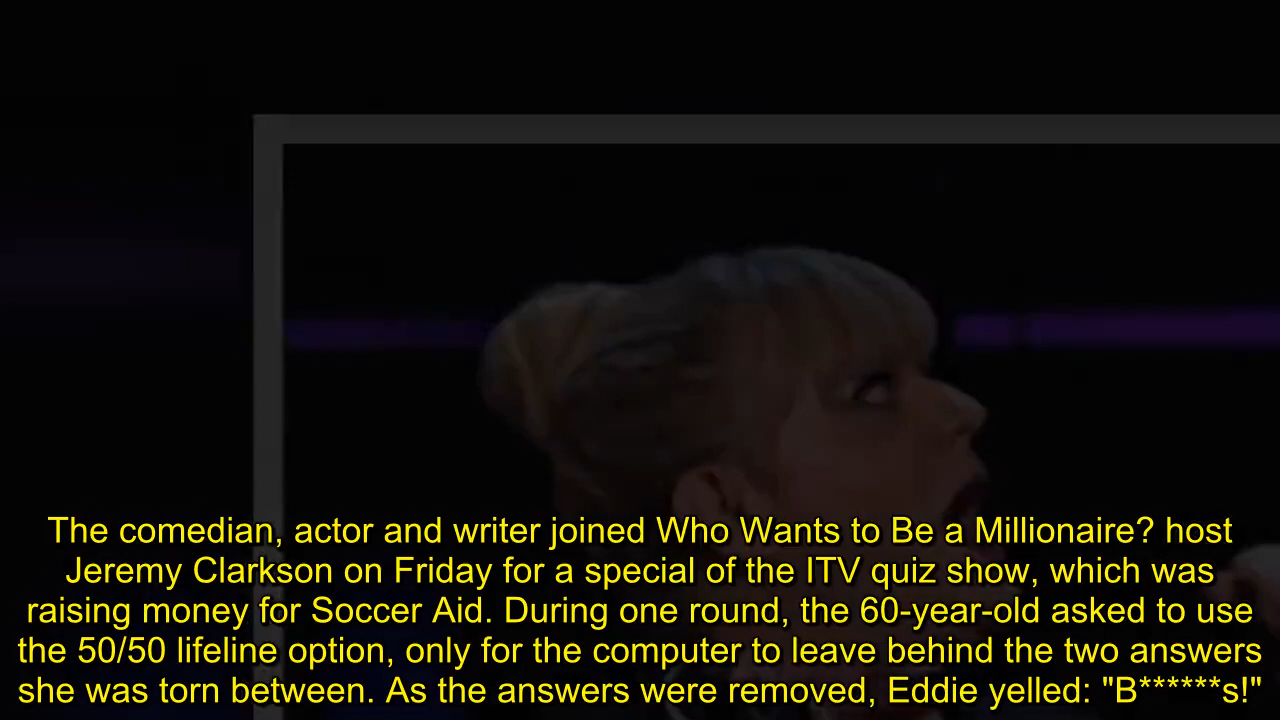 The comedian, actor and writer joined Who Wants to Be a Millionaire? host
Jeremy Clarkson on Friday for a special of the ITV quiz show, which was
raising money for Soccer Aid. During one round, the 60-year-old asked to use
the 50/50 lifeline option, only for the computer to leave behind the two answers
she was torn between. As the answers were removed, Eddie yelled: "B******s!"